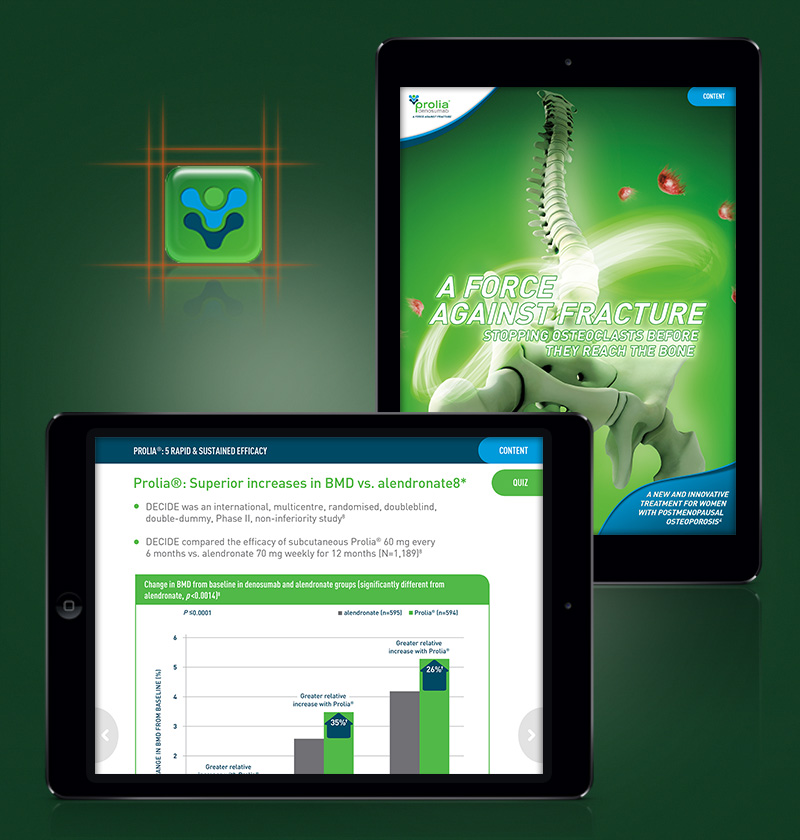 prolia®
denosumab
A FORCE AGAINST FRACTURE
CONTENT
A FORCE
AGAINST FRACTURE
STOPPING OSTEOCLASTS BEFORE
THEY REACH THE BONE
A NEW AND INNOVATIVE
TREATMENT FOR WOMEN
WITH POSTMENOPAUSAL
OSTEOPOROSIS
PROLIA®: 5 RAPID & SUSTAINED EFFICACY
CONTENT
Prolia®: Superior increases in BMD vs. alendronate8*
QUIZ
• DECIDE was an international, multicentre, randomised, doubleblind,
double-dummy, Phase II, non-inferiority study⁸
• DECIDE compared the efficacy of subcutaneous Prolia® 60 mg every
6 months vs. alendronate 70 mg weekly for 12 months (N=1,189)⁸
Change in BMD from baseline in denosumab and alendronate groups (significantly different from
alendronate, p<0.0014)⁸
P ≤0.0001
alendronate (n=595) Prolia® (n=594)
6
5
4
3
2
HANGE IN BMD FROM BASELINE (%)
Greater relative
increase with Prolia®
26%†
Greater relative
increase with Prolia®
35%†
Greater relative